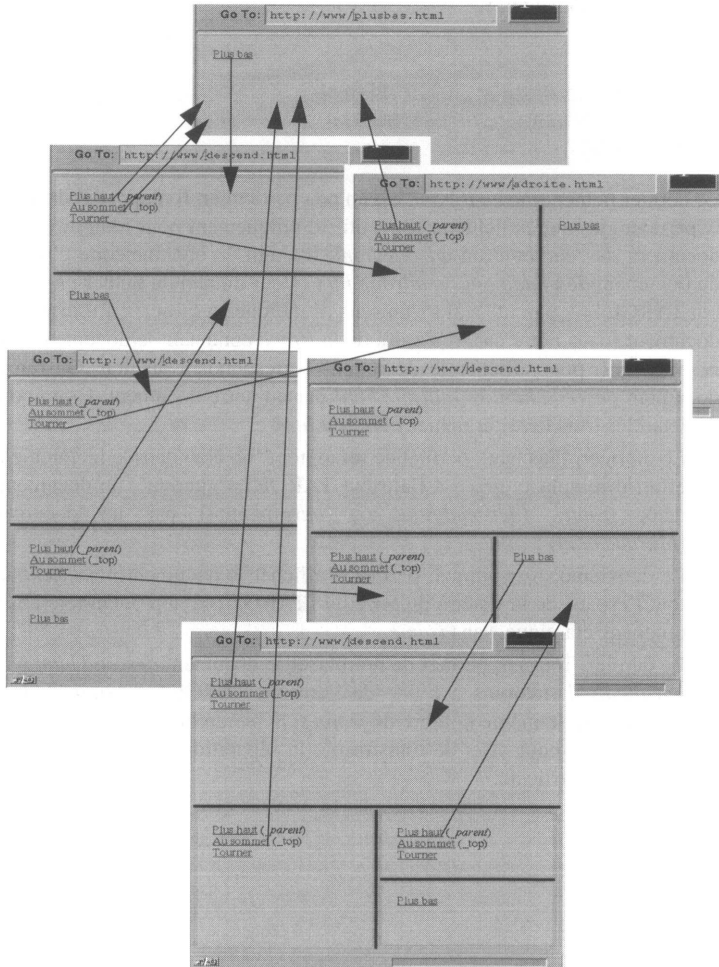 Go To: http://www/plusbas.html
Plus bas
Go To: http://www/descend.html
Plus haut (_parent)
Au sommet (_top)
Tourner
Plus bas
Go To: http://www/adroite.html
Plus haut (_parent)
Au sommet (_top)
Tourner
Plus bas
Go To: http://www/descend.html
Plus haut (_parent)
Au sommet (_top)
Tourner
Plus haut (_parent)
Au sommet (_top)
Tourner
Plus bas
Go To: http://www/descend.html
Plus haut (_parent)
Au sommet (_top)
Tourner
Plus haut (_parent)
Au sommet (_top)
Tourner
Plus bas
Go To: http://www/descend.html
Plus haut (_parent)
Au sommet (_top)
Tourner
Plus haut (_parent)
Au sommet (_top)
Tourner
Plus haut (_parent)
Au sommet (_top)
Tourner
Plus bas